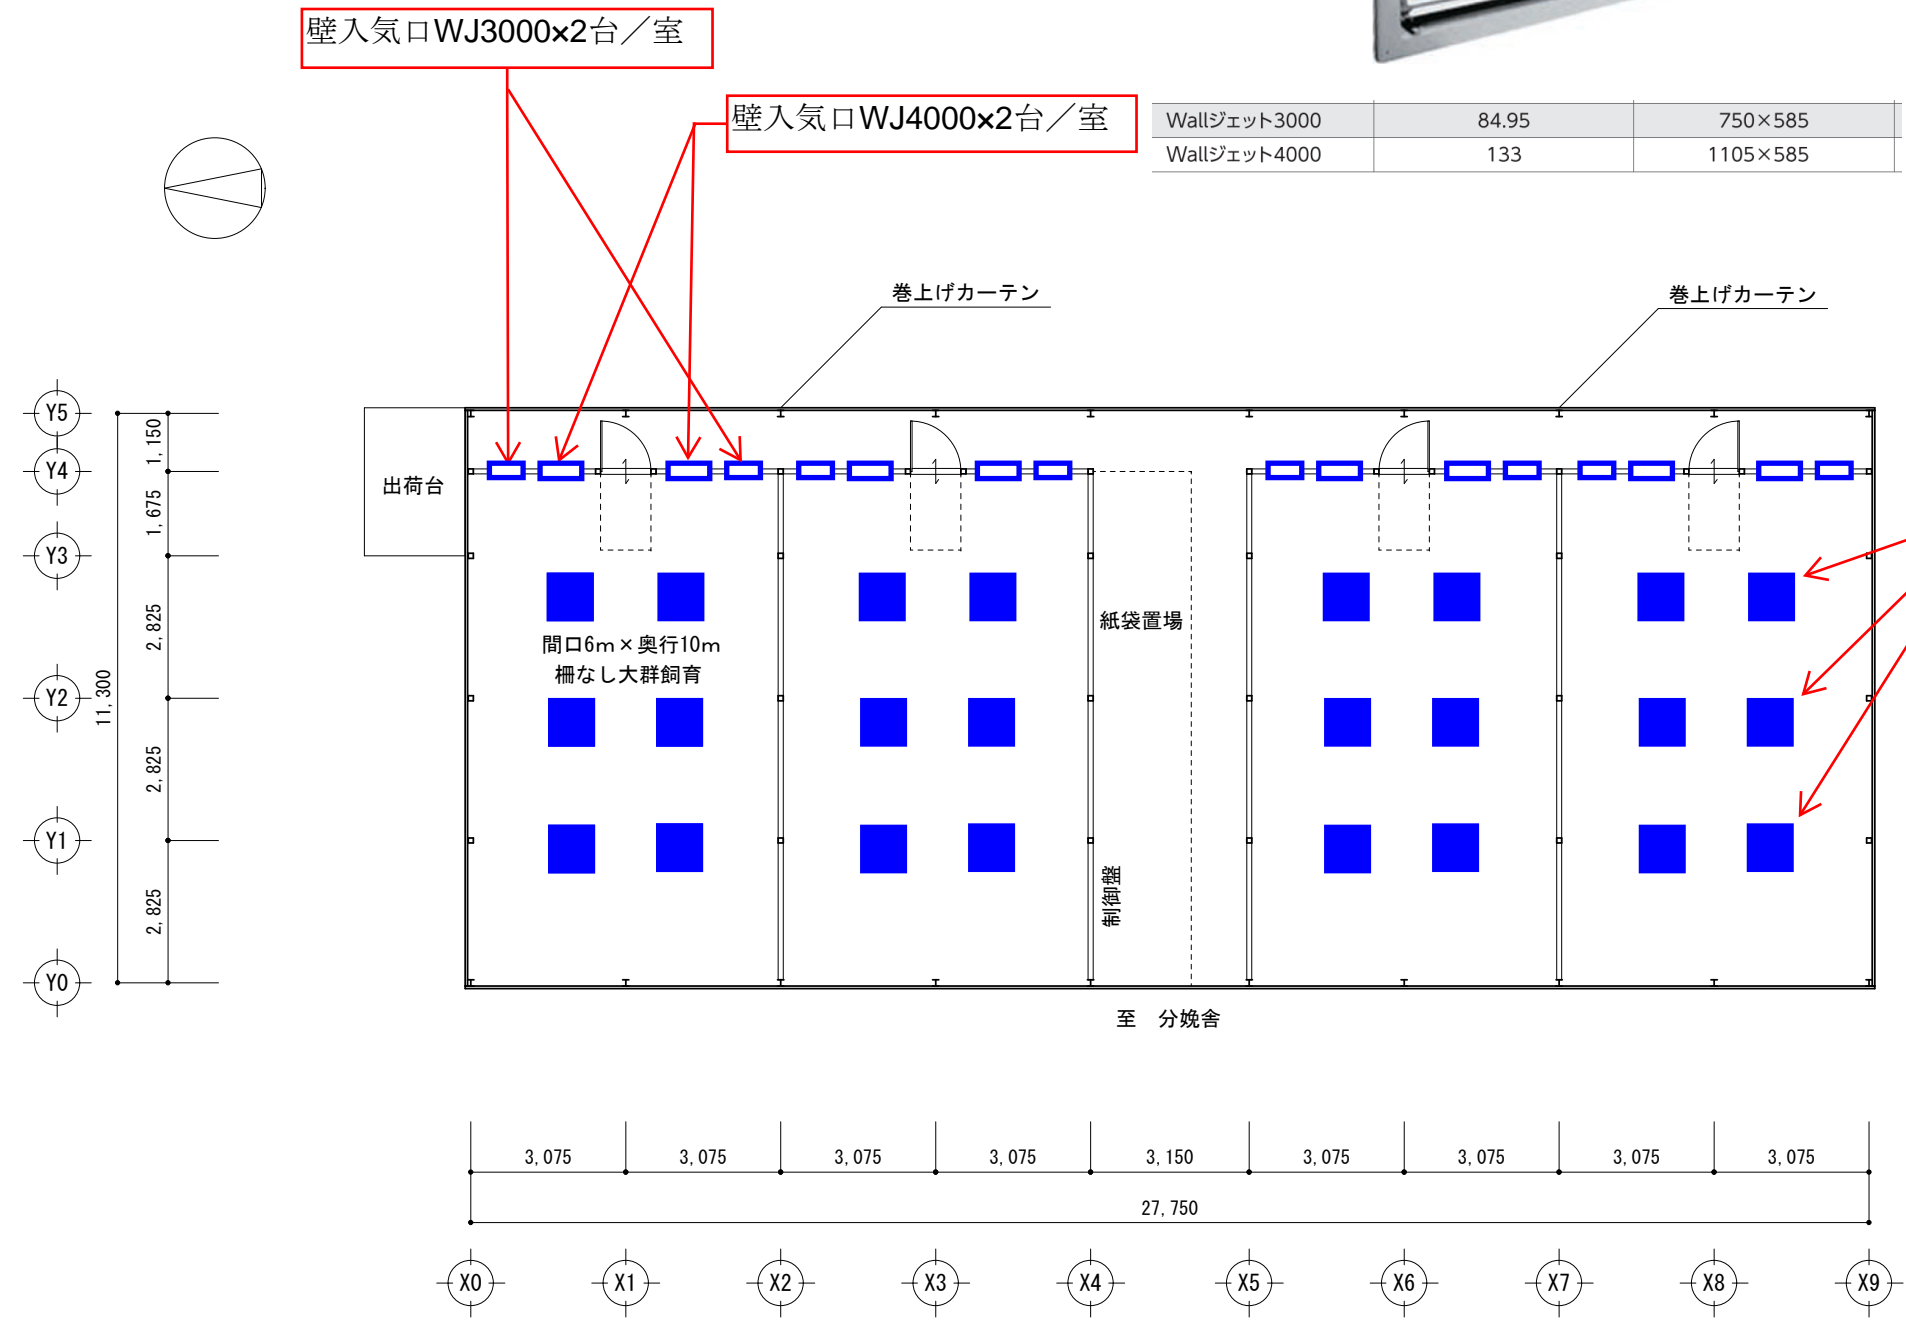 壁入気口WJ3000×2台／室
壁入気口WJ4000×2台／室
Wallジェット3000 84.95 750×585
Wallジェット4000 133 1105×585
巻上げカーテン
巻上げカーテン
Y5
Y4
Y3
Y2
Y1
Y0
1,150
1,675
2,825
2,825
2,825
11,300
出荷台
間口6m×奥行10m
柵なし大群飼育
紙袋置場
制御盤
至 分娩舎
3,075 3,075 3,075 3,075 3,150 3,075 3,075 3,075 3,075
27,750
X0 X1 X2 X3 X4 X5 X6 X7 X8 X9